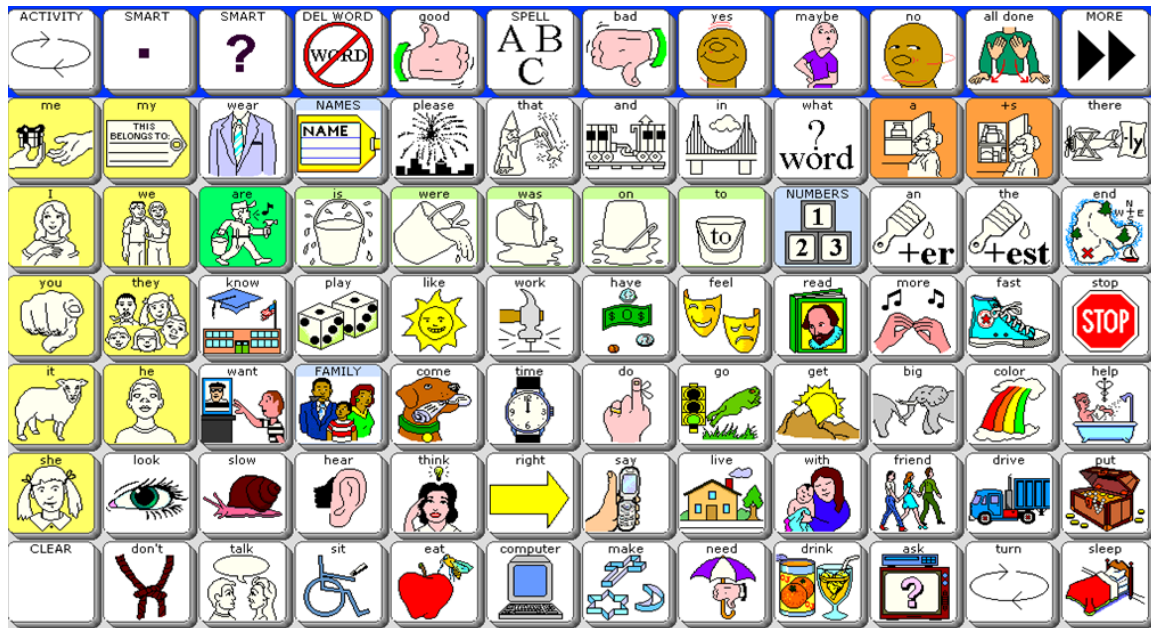 ACTIVITY SMART SMART DEL WORD good SPELL bad yes maybe no all done MORE
? WORD A B
C
me my wear NAMES please that and in what a +s there
THIS
BELONGS TO: NAME ? ly
word
I we are is were was on to NUMBERS an the end
to 1 N
W E
S
2 3 +er +est
you they know play like work have feel read more fast stop
STOP
it he want FAMILY come time do go get big color help
she look slow hear think right say live with friend drive put
CLEAR don't talk sit eat computer make need drink ask turn sleep
?